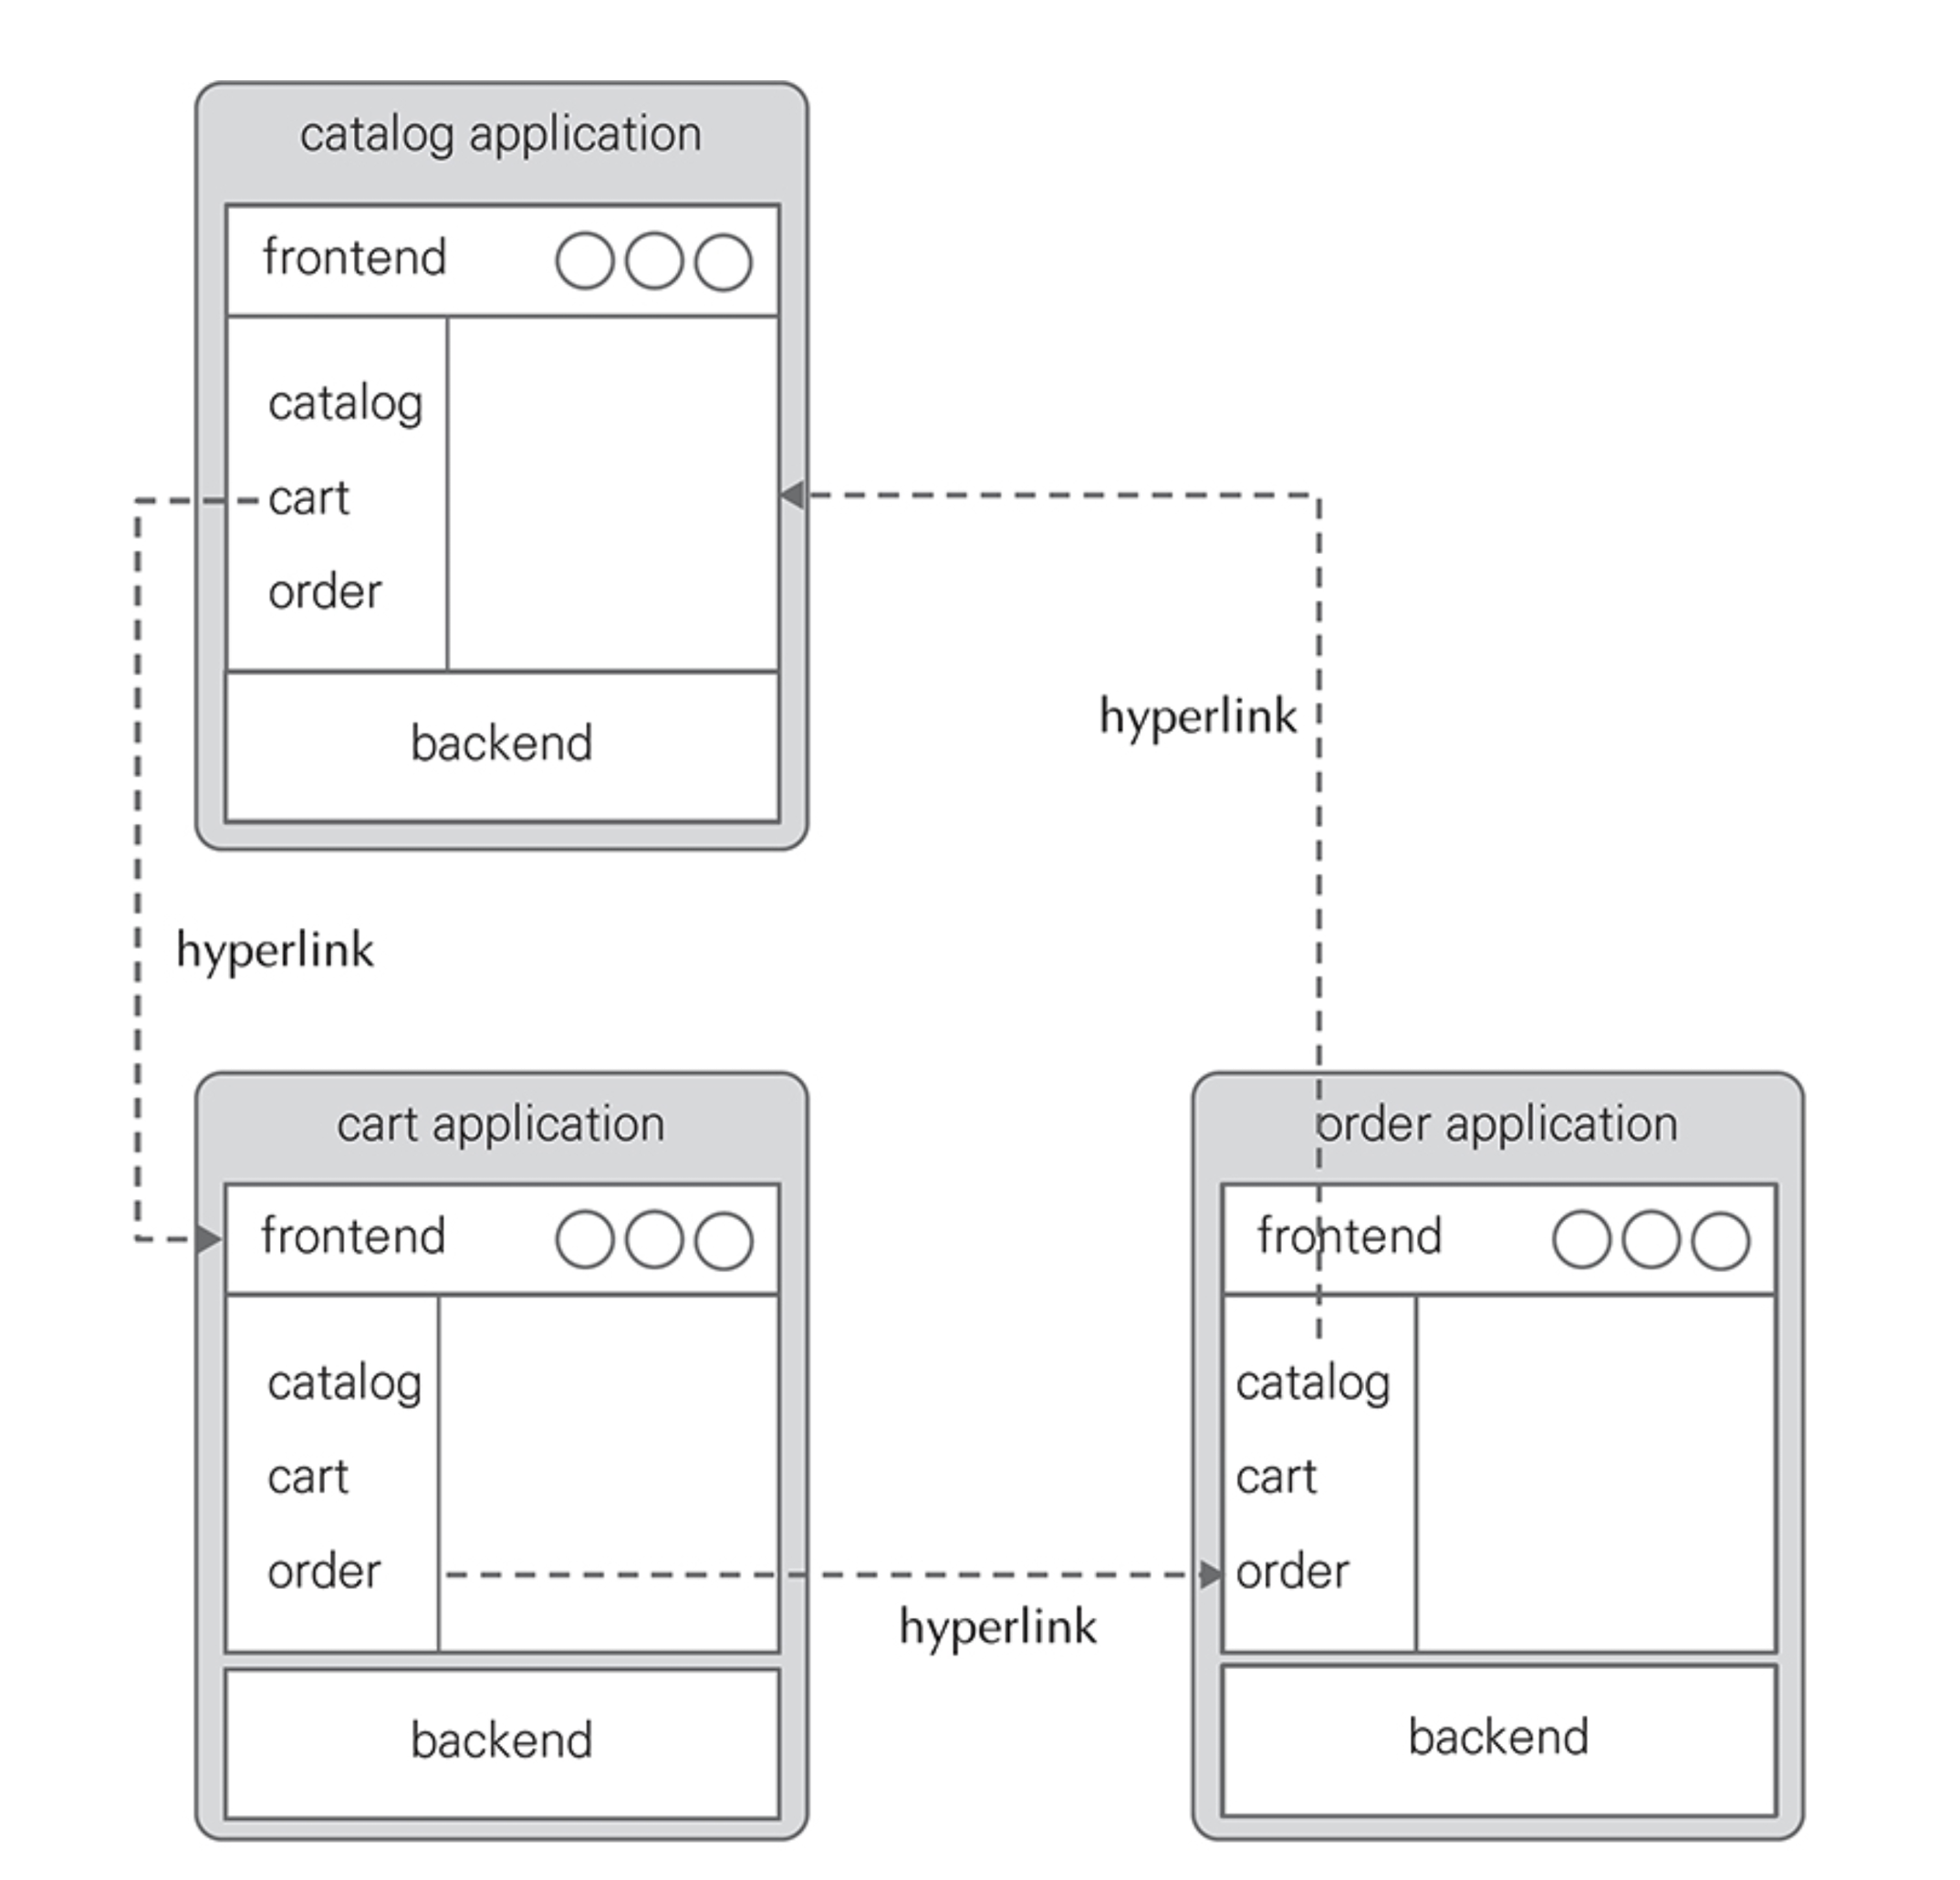 catalog application
frontend
catalog
cart
order
backend
hyperlink
hyperlink
cart application
frontend
catalog
cart
order
backend
hyperlink
order application
frontend
catalog
cart
order
backend